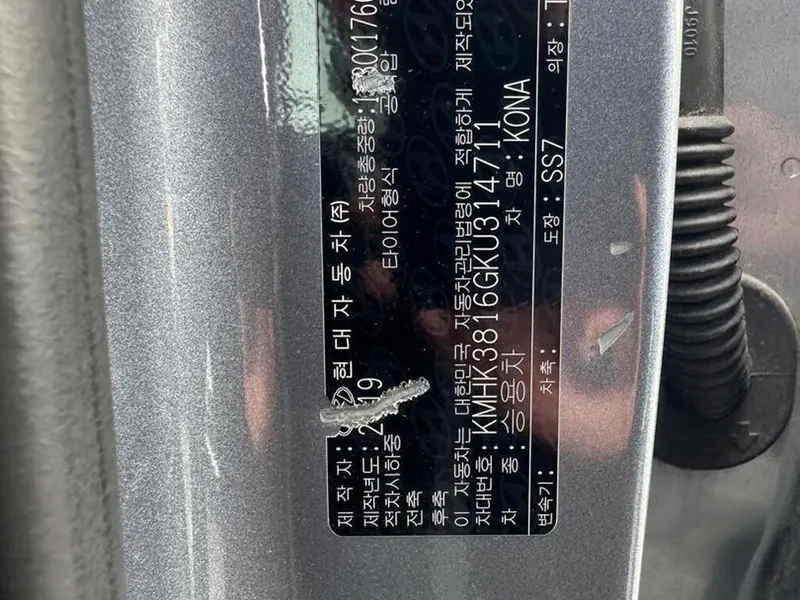 제 작 자 : 현 대 자 동 차 (주)
제작년도: 19 차량총중량:
적차시하중 타이어형식
전축
후축
이 자동차는 대한민국 자동차관리법령에 적합하게 제작되었
차대번호: KMHK3816GKU314711
차 종: 승용차 차 명: KONA
변속기: 차축: 도장: SS7 의장:
J9010